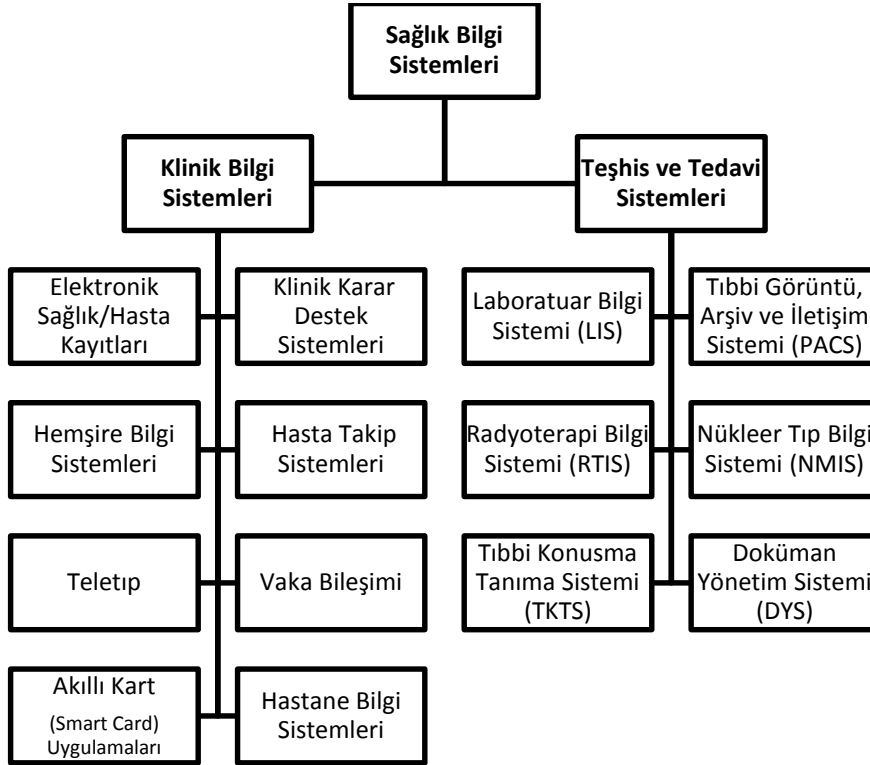 Sağlık Bilgi
Sistemleri
Klinik Bilgi
Sistemleri
Teşhis ve Tedavi
Sistemleri
Elektronik
Sağlık/Hasta
Kayıtları
Klinik Karar
Destek
Sistemleri
Laboratuar Bilgi
Sistemi (LIS)
Tıbbi Görüntü,
Arşiv ve İletişim
Sistemi (PACS)
Hemşire Bilgi
Sistemleri
Hasta Takip
Sistemleri
Radyoterapi Bilgi
Sistemi (RTIS)
Nükleer Tıp Bilgi
Sistemi (NMIS)
Teletıp
Vaka Bileşimi
Tıbbi Konusma
Tanıma Sistemi
(TKTS)
Doküman
Yönetim Sistemi
(DYS)
Akıllı Kart
(Smart Card)
Uygulamaları
Hastane Bilgi
Sistemleri